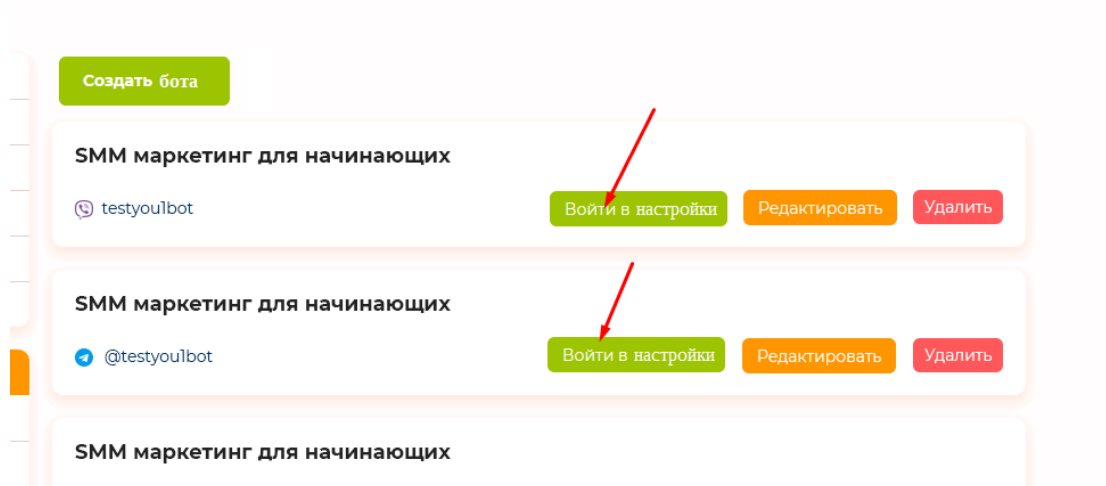 Создать бота
SMM маркетинг для начинающих
testyou1bot Войти в настройки Редактировать Удалить
SMM маркетинг для начинающих
@testyou1bot Войти в настройки Редактировать Удалить
SMM маркетинг для начинающих